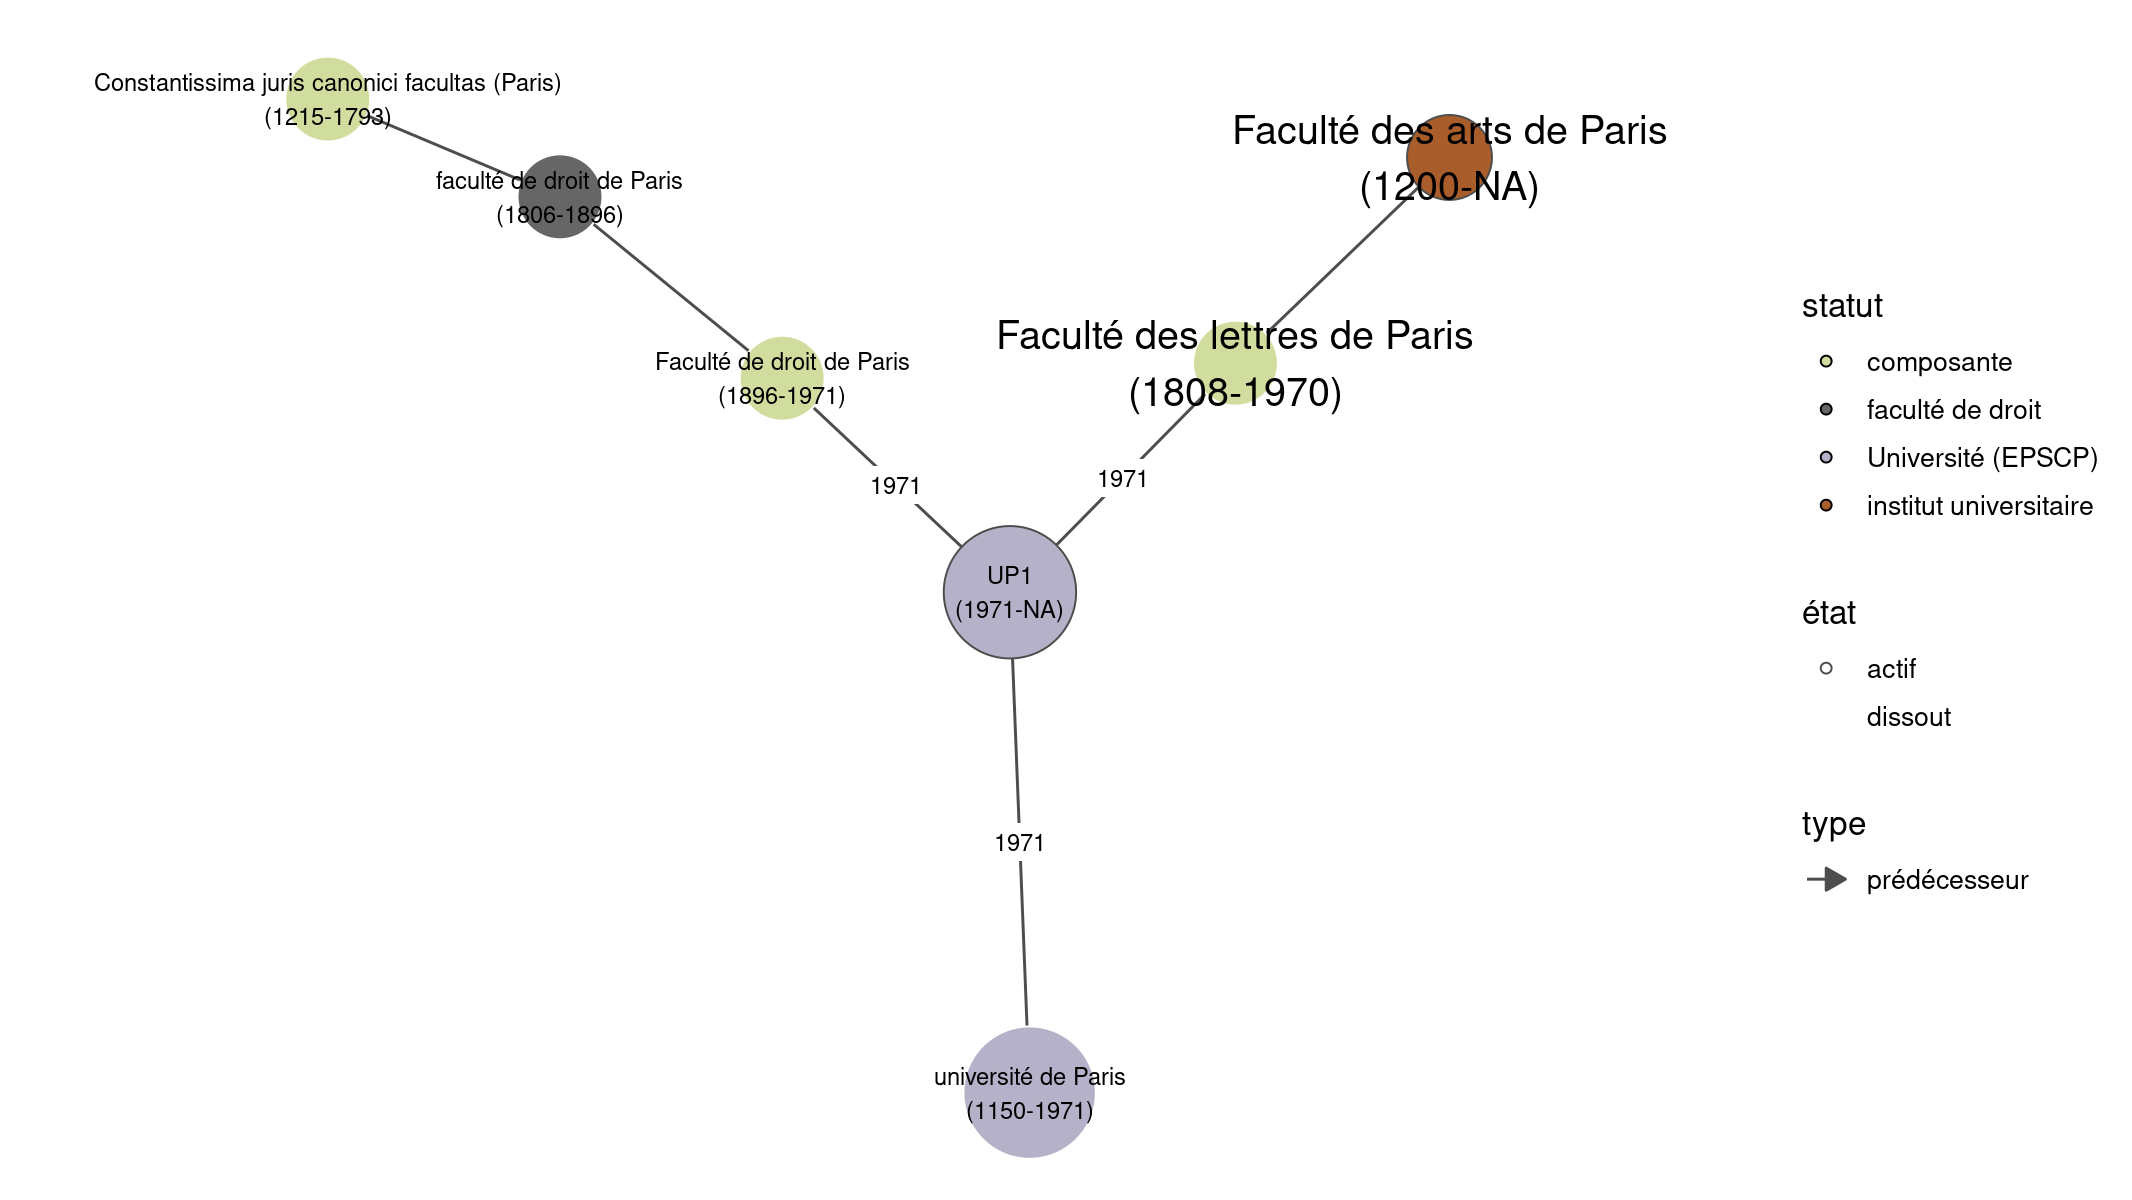 Constantissima juris canonici facultas (Paris)
(1215-1793)
faculté de droit de Paris
(1806-1896)
Faculté des arts de Paris
(1200-NA)
Faculté de droit de Paris
(1896-1971)
Faculté des lettres de Paris
(1808-1970)
1971
1971
UP1
(1971-NA)
1971
université de Paris
(1150-1971)
statut
composante
faculté de droit
Université (EPSCP)
institut universitaire
état
actif
dissout
type
prédécesseur